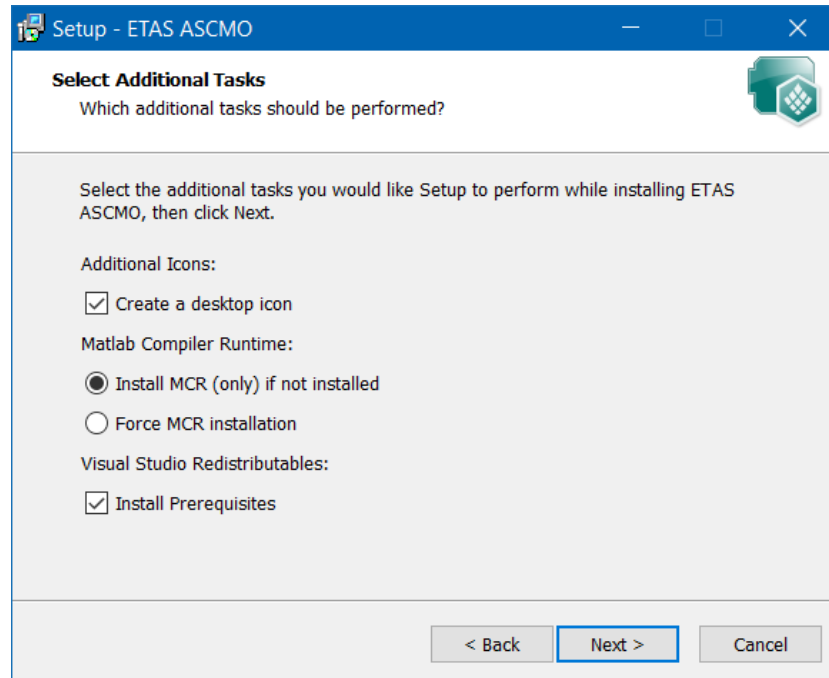 Setup - ETAS ASCMO
Select Additional Tasks
Which additional tasks should be performed?
Select the additional tasks you would like Setup to perform while installing ETAS
ASCMO, then click Next.
Additional Icons:
Create a desktop icon
Matlab Compiler Runtime:
Install MCR (only) if not installed
Force MCR installation
Visual Studio Redistributables:
Install Prerequisites
< Back Next > Cancel